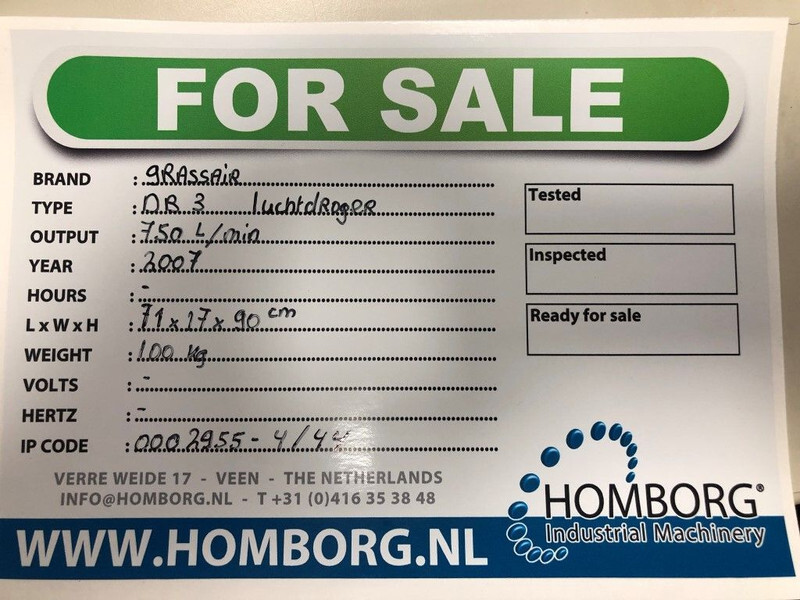 FOR SALE
BRAND : GRASSAIR
TYPE : DR 3 luchtdroger
OUTPUT : 750 L/min
YEAR : 2007
HOURS : -
L x W x H : 71 x 17 x 90 cm
WEIGHT : 100 kg
VOLTS : -
HERTZ : -
IP CODE : 0002955 - 4/44
Tested
Inspected
Ready for sale
VERRE WEIDE 17 - VEEN - THE NETHERLANDS
INFO@HOMBORG.NL - T +31 (0)416 35 38 48
WWW.HOMBORG.NL
HOMBORG®
Industrial Machinery